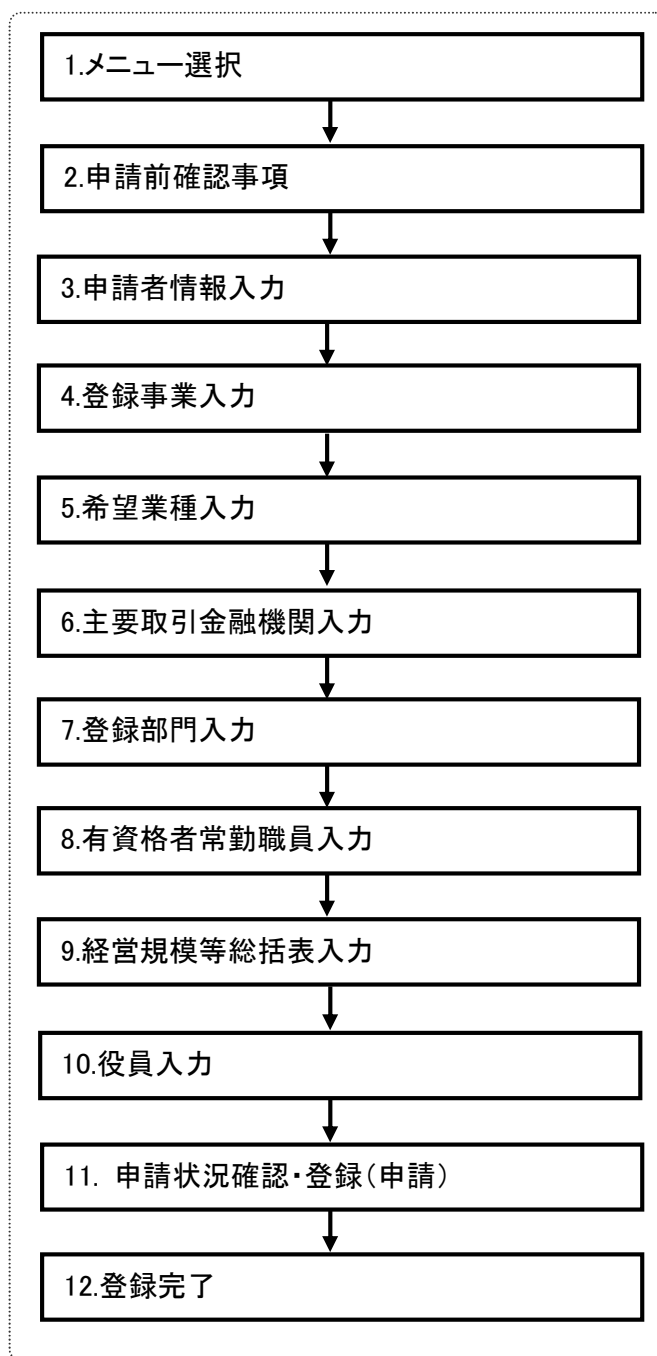 1.メニュー選択
2.申請前確認事項
3.申請者情報入力
4.登録事業入力
5.希望業種入力
6.主要取引金融機関入力
7.登録部門入力
8.有資格者常勤職員入力
9.経営規模等総括表入力
10.役員入力
11. 申請状況確認・登録(申請)
12.登録完了